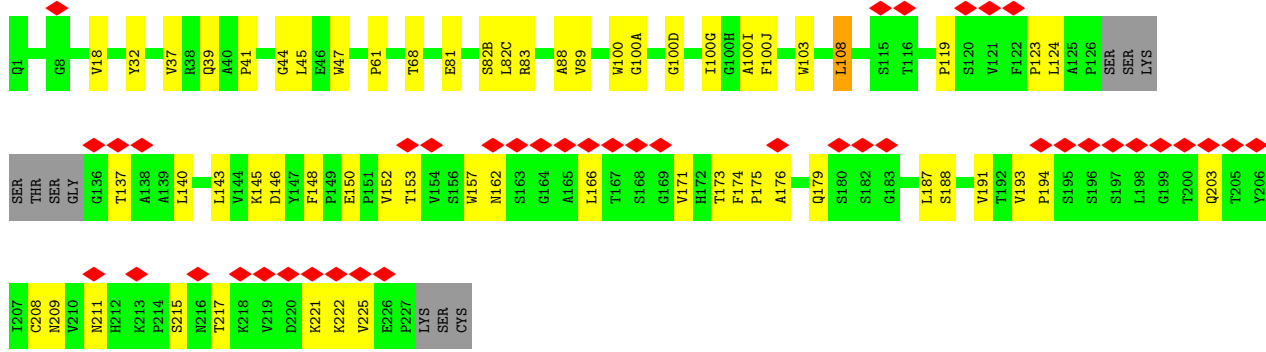 Q1 G8 V18 Y32 V37 R38 Q39 A40 P41 G44 L45 E46 W47 P61 T68 E81 S82B L82C R83 A88 V89 W100 G100A G100D I100G G100H A100I F100J W103 L108 S115 T116 P119 S120 V121 F122 P123 L124 A125 P126 SER SER LYS
SER THR SER GLY G136 T137 A138 A139 L140 L143 V144 K145 D146 Y147 F148 P149 E150 P151 V152 T153 V154 S156 W157 N162 S163 G164 A165 L166 T167 S168 G169 V171 H172 T173 F174 P175 A176 Q179 S180 S182 G183 L187 S188 V191 T192 V193 P194 S195 S196 S197 L198 G199 T200 Q203 T205 Y206
I207 C208 N209 V210 N211 H212 K213 P214 S215 N216 T217 K218 V219 D220 K221 K222 V225 E226 P227 LYS SER CYS